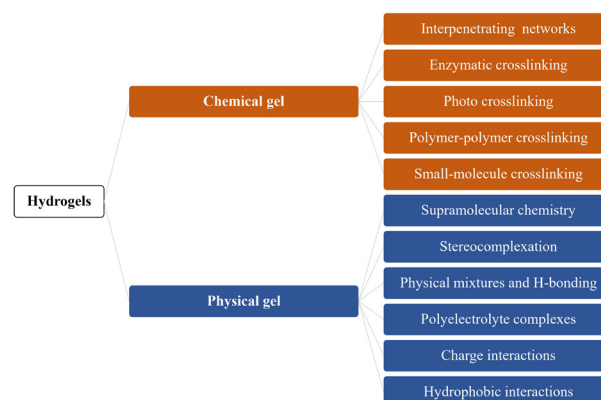 Interpenetrating networks
Enzymatic crosslinking
Chemical gel
Photo crosslinking
Polymer-polymer crosslinking
Small-molecule crosslinking
Hydrogels
Supramolecular chemistry
Stereocomplexation
Physical gel
Physical mixtures and H-bonding
Polyelectrolyte complexes
Charge interactions
Hydrophobic interactions